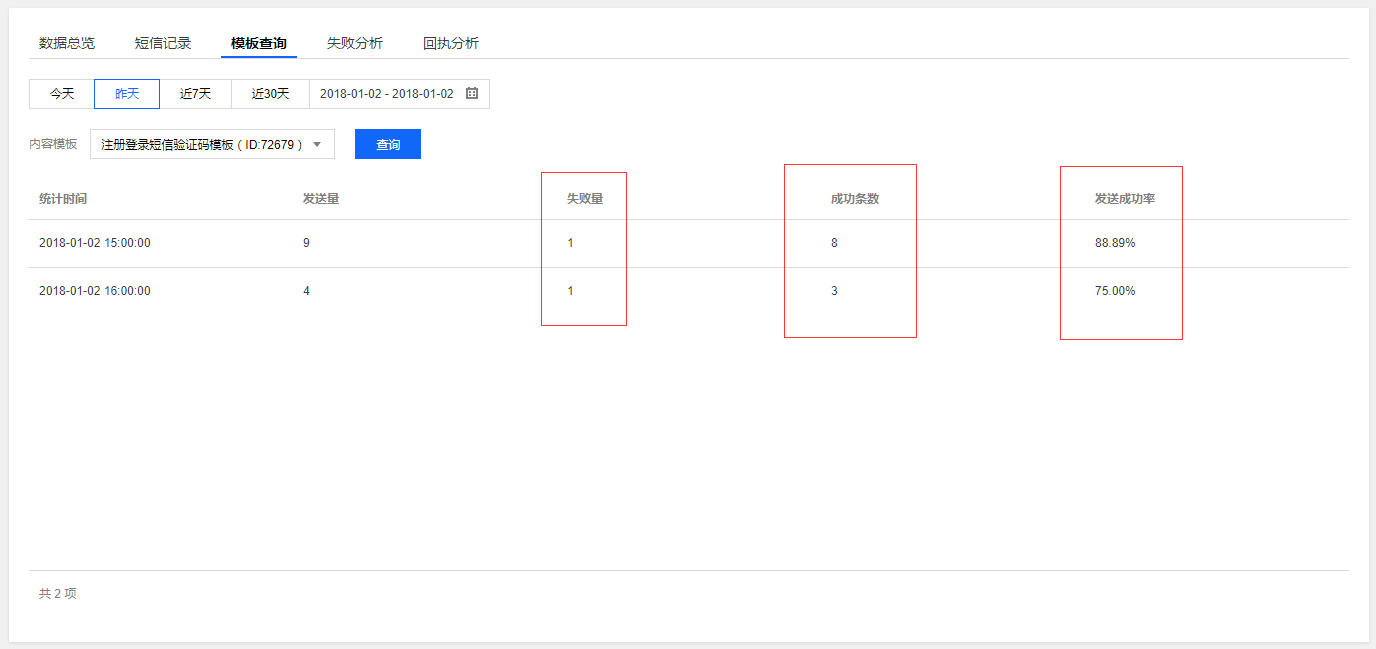 数据总览 短信记录 模板查询 失败分析 回执分析
今天 昨天 近7天 近30天 2018-01-02 - 2018-01-02
内容模板 注册登录短信验证码模板（ID:72679） 查询
统计时间 发送量 失败量 成功条数 发送成功率
2018-01-02 15:00:00 9 1 8 88.89%
2018-01-02 16:00:00 4 1 3 75.00%
共 2 项